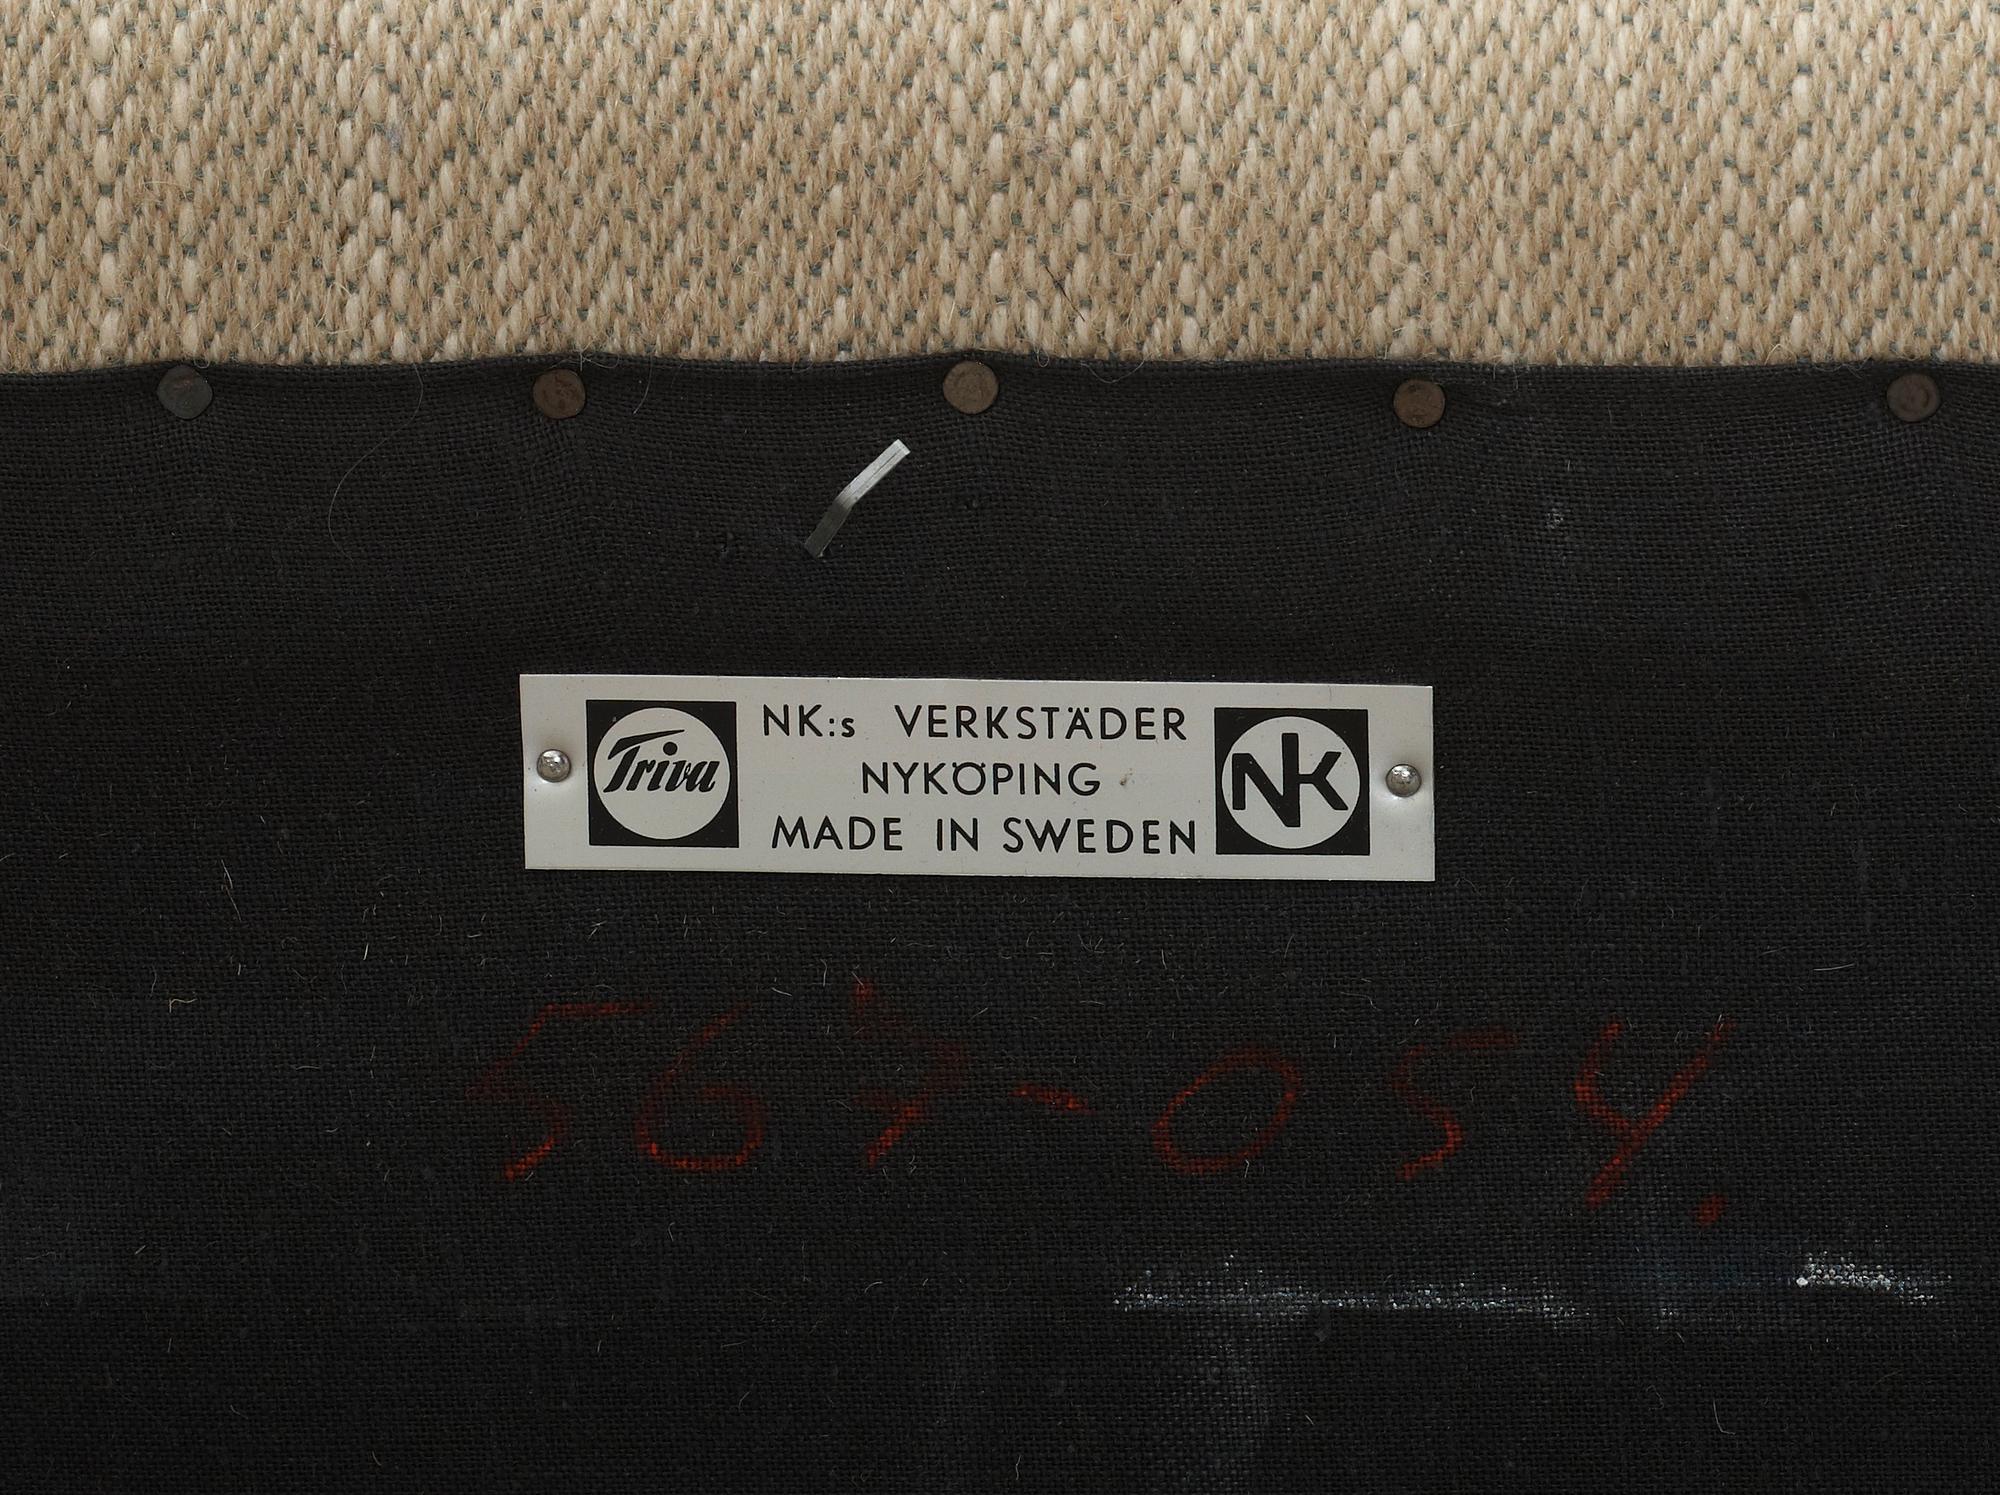 Triva
NK:s VERKSTÄDER
NYKÖPING
MADE IN SWEDEN
NK
567-054.